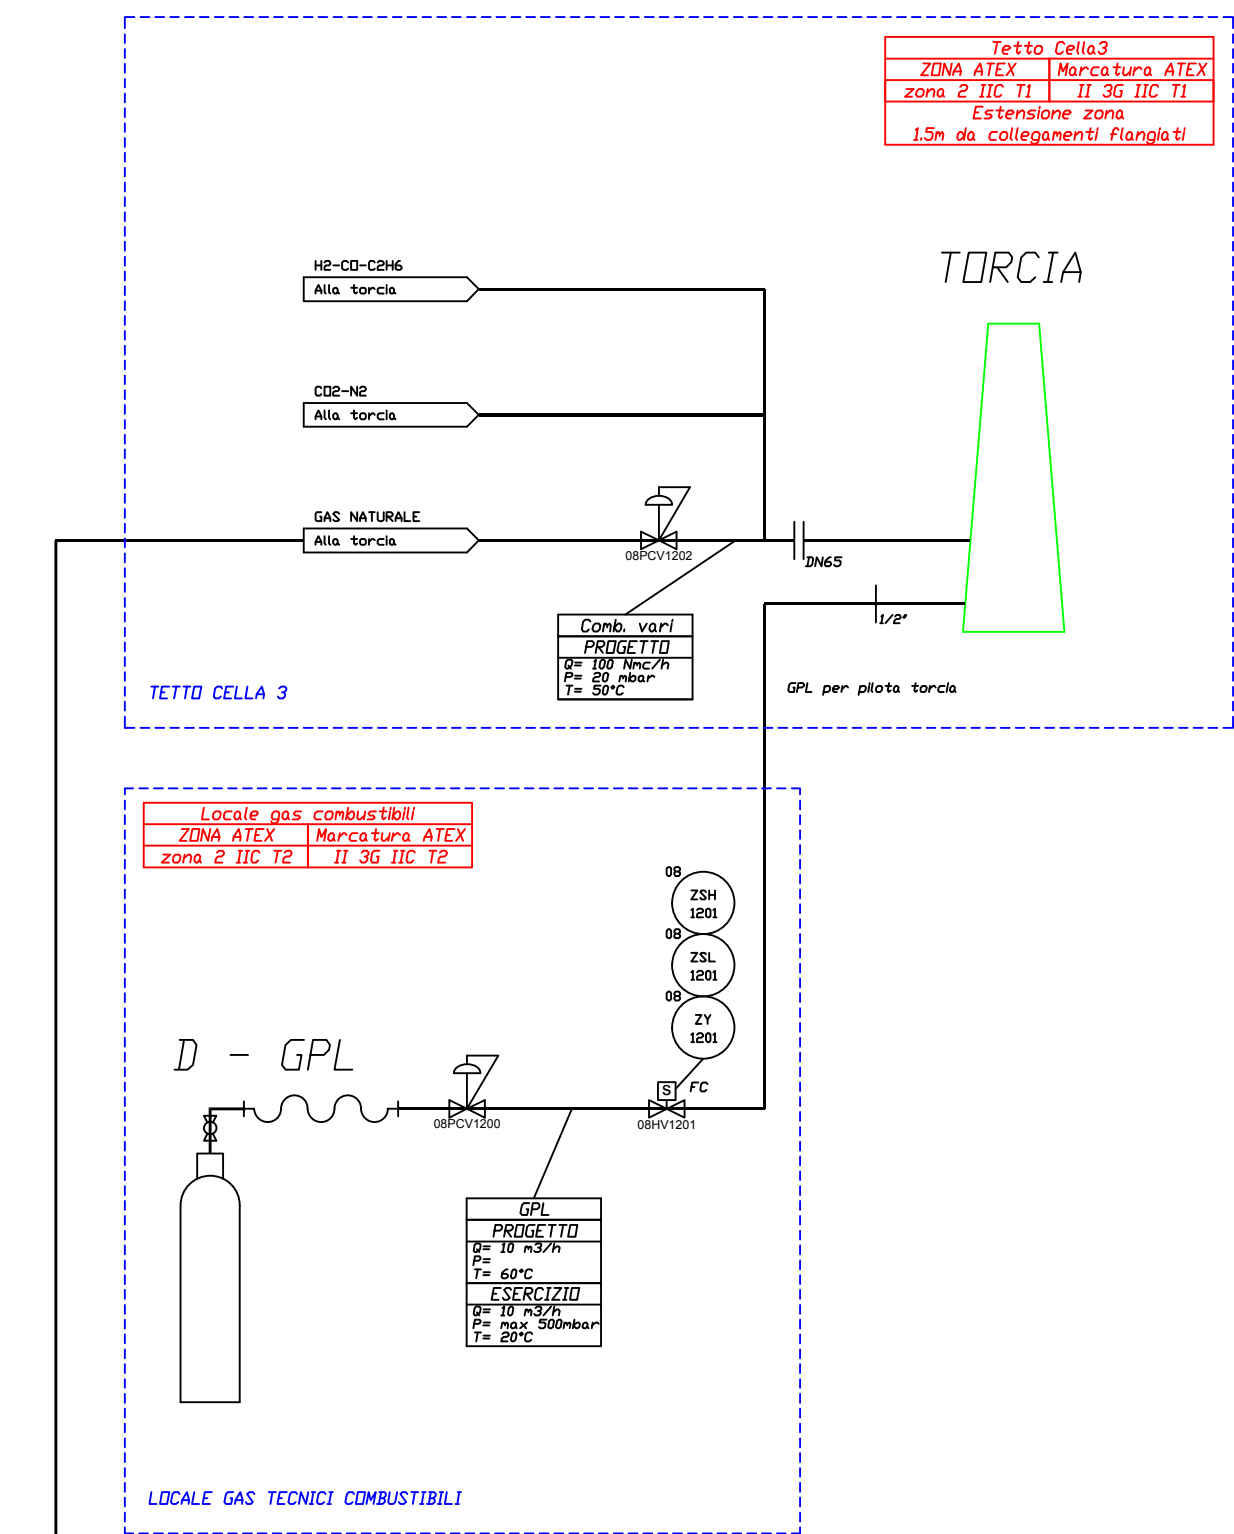 Tetto Cella3
ZONA ATEX Marcatura ATEX
zona 2 IIC T1 II 3G IIC T1
Estensione zona
1.5m da collegamenti flangiati
TORCIA
H2-CO-C2H6
Alla torcia
CO2-N2
Alla torcia
GAS NATURALE
Alla torcia
08PCV1202
DN65
1/2"
Comb. vari
PROGETTO
Q= 100 Nmc/h
P= 20 mbar
T= 50°C
GPL per pilota torcia
TETTO CELLA 3
Locale gas combustibili
ZONA ATEX Marcatura ATEX
zona 2 IIC T2 II 3G IIC T2
08
ZSH
1201
08
ZSL
1201
08
ZY
1201
D - GPL
S FC
08PCV1200
08HV1201
GPL
PROGETTO
Q= 10 m3/h
P=
T= 60°C
ESERCIZIO
Q= 10 m3/h
P= max 500mbar
T= 20°C
LOCALE GAS TECNICI COMBUSTIBILI